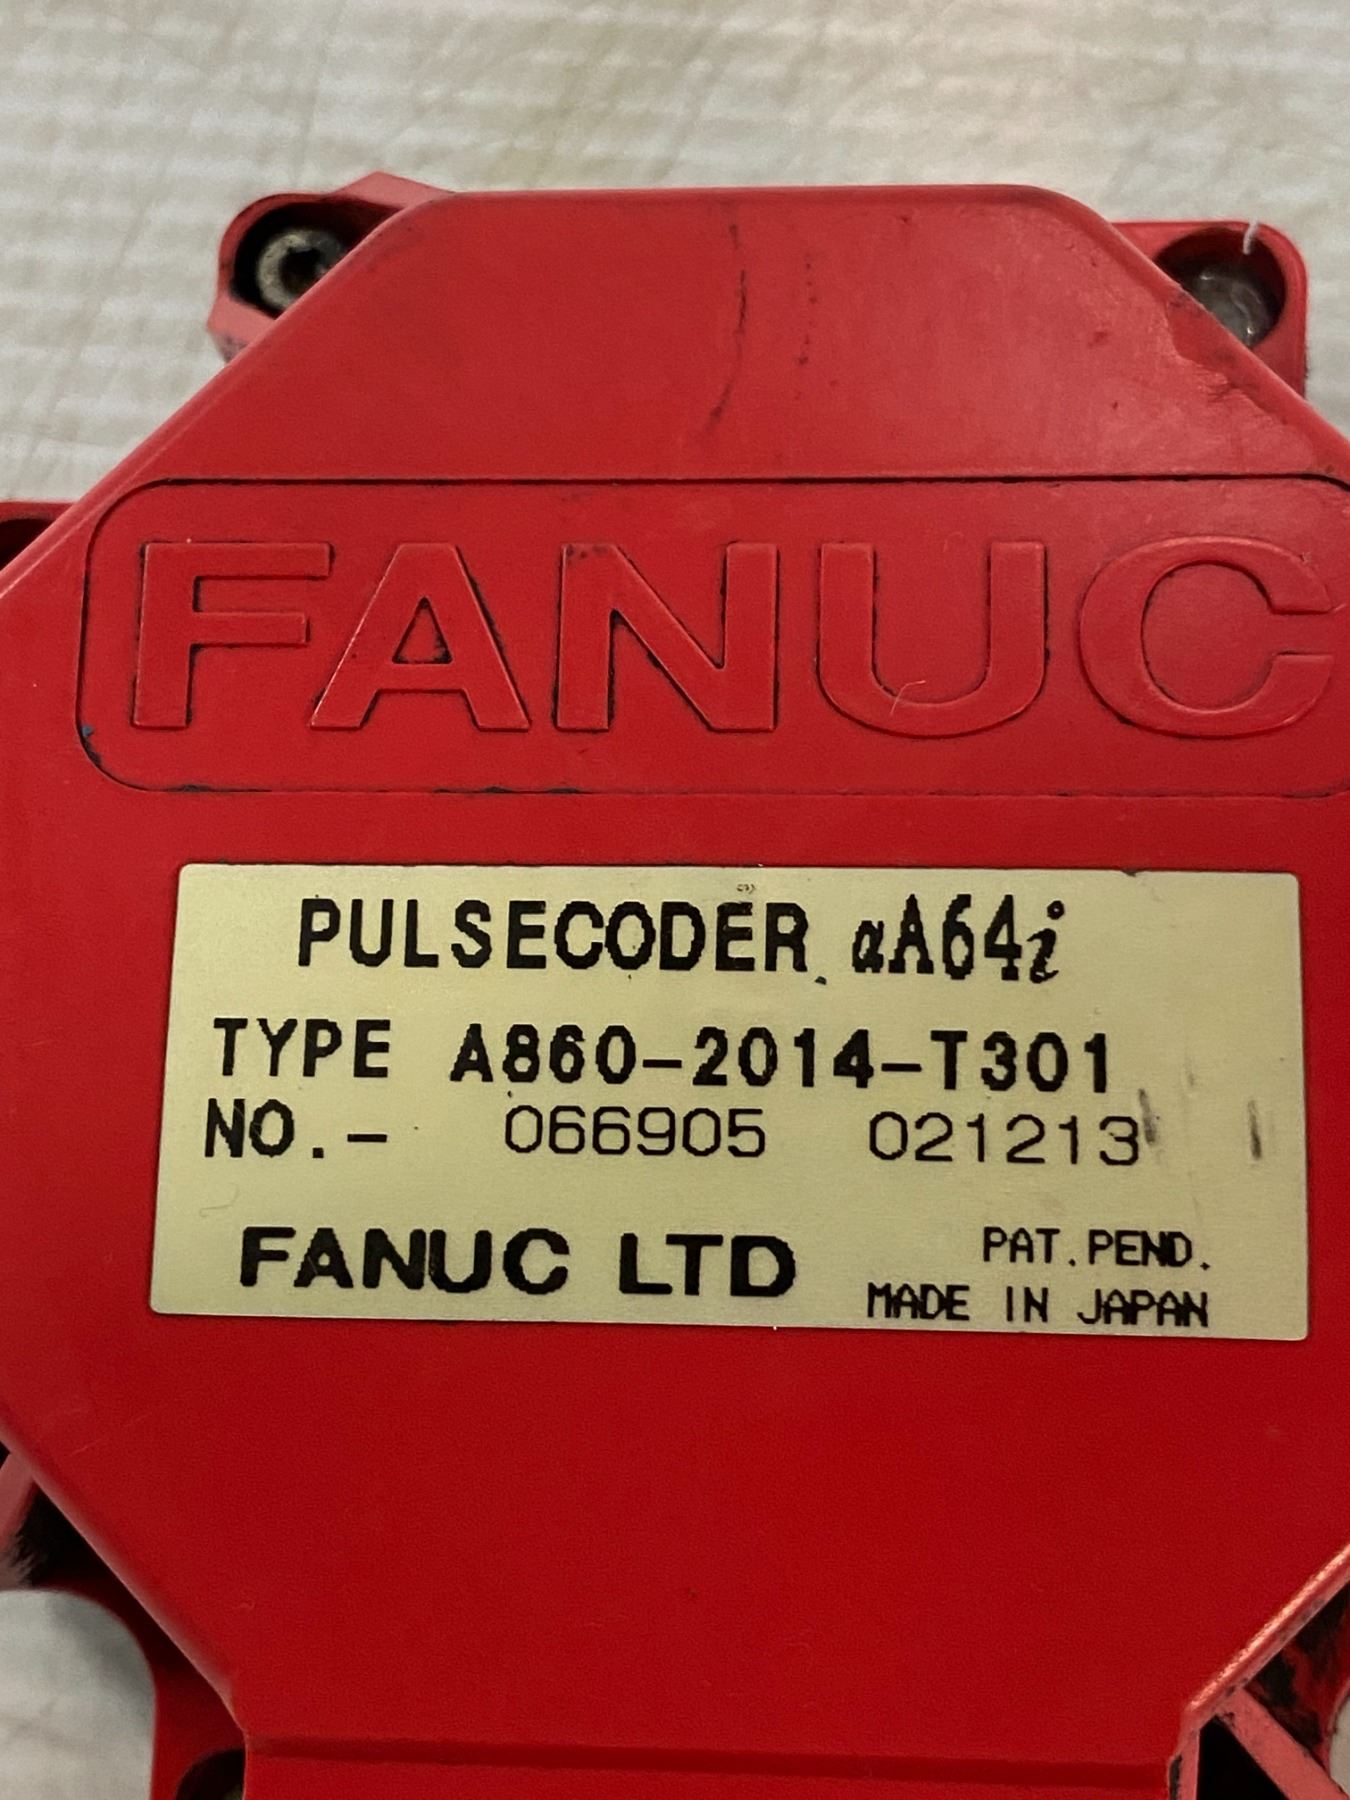 FANUC
PULSECODER αA64i
TYPE A860-2014-T301
NO.- 066905 021213
FANUC LTD PAT.PEND.
MADE IN JAPAN